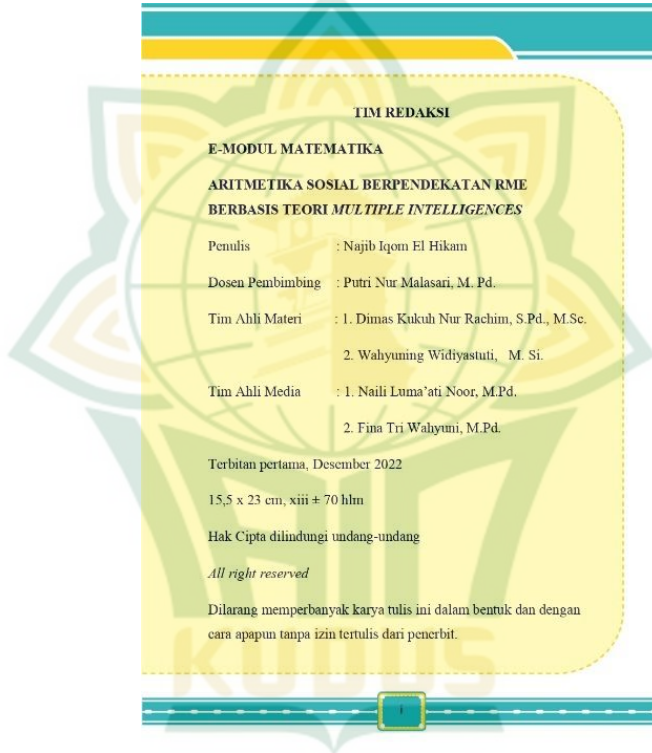 TIM REDAKSI
E-MODUL MATEMATIKA
ARITMETIKA SOSIAL BERPENDEKATAN RME
BERBASIS TEORI MULTIPLE INTELLIGENCES
Penulis : Najib Iqom El Hikam
Dosen Pembimbing : Putri Nur Malasari, M. Pd.
Tim Ahli Materi : 1. Dimas Kukuh Nur Rachim, S.Pd., M.Sc.
2. Wahyuning Widiyastuti, M. Si.
Tim Ahli Media : 1. Naili Luma’ati Noor, M.Pd.
2. Fina Tri Wahyuni, M.Pd.
Terbitan pertama, Desember 2022
15,5 x 23 cm, xiii + 70 hlm
Hak Cipta dilindungi undang-undang
All right reserved
Dilarang memperbanyak karya tulis ini dalam bentuk dan dengan
cara apapun tanpa izin tertulis dari penerbit.
KUDUS
i